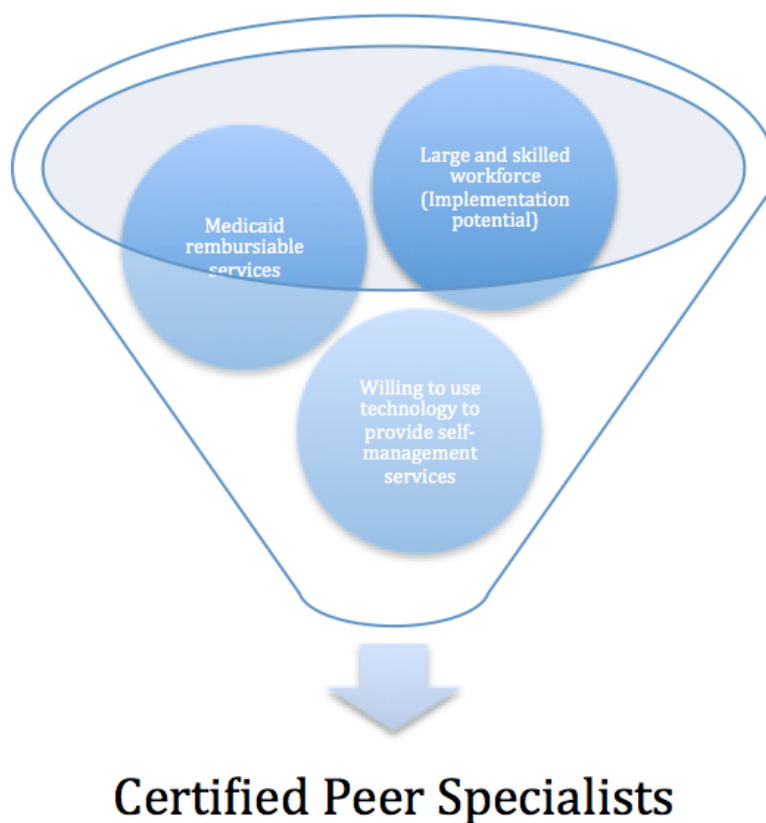 Large and skilled
workforce
(Implementation
potential)
Medicaid
rembursiable
services
Willing to use
technology to
provide self-
management
services
Certified Peer Specialists